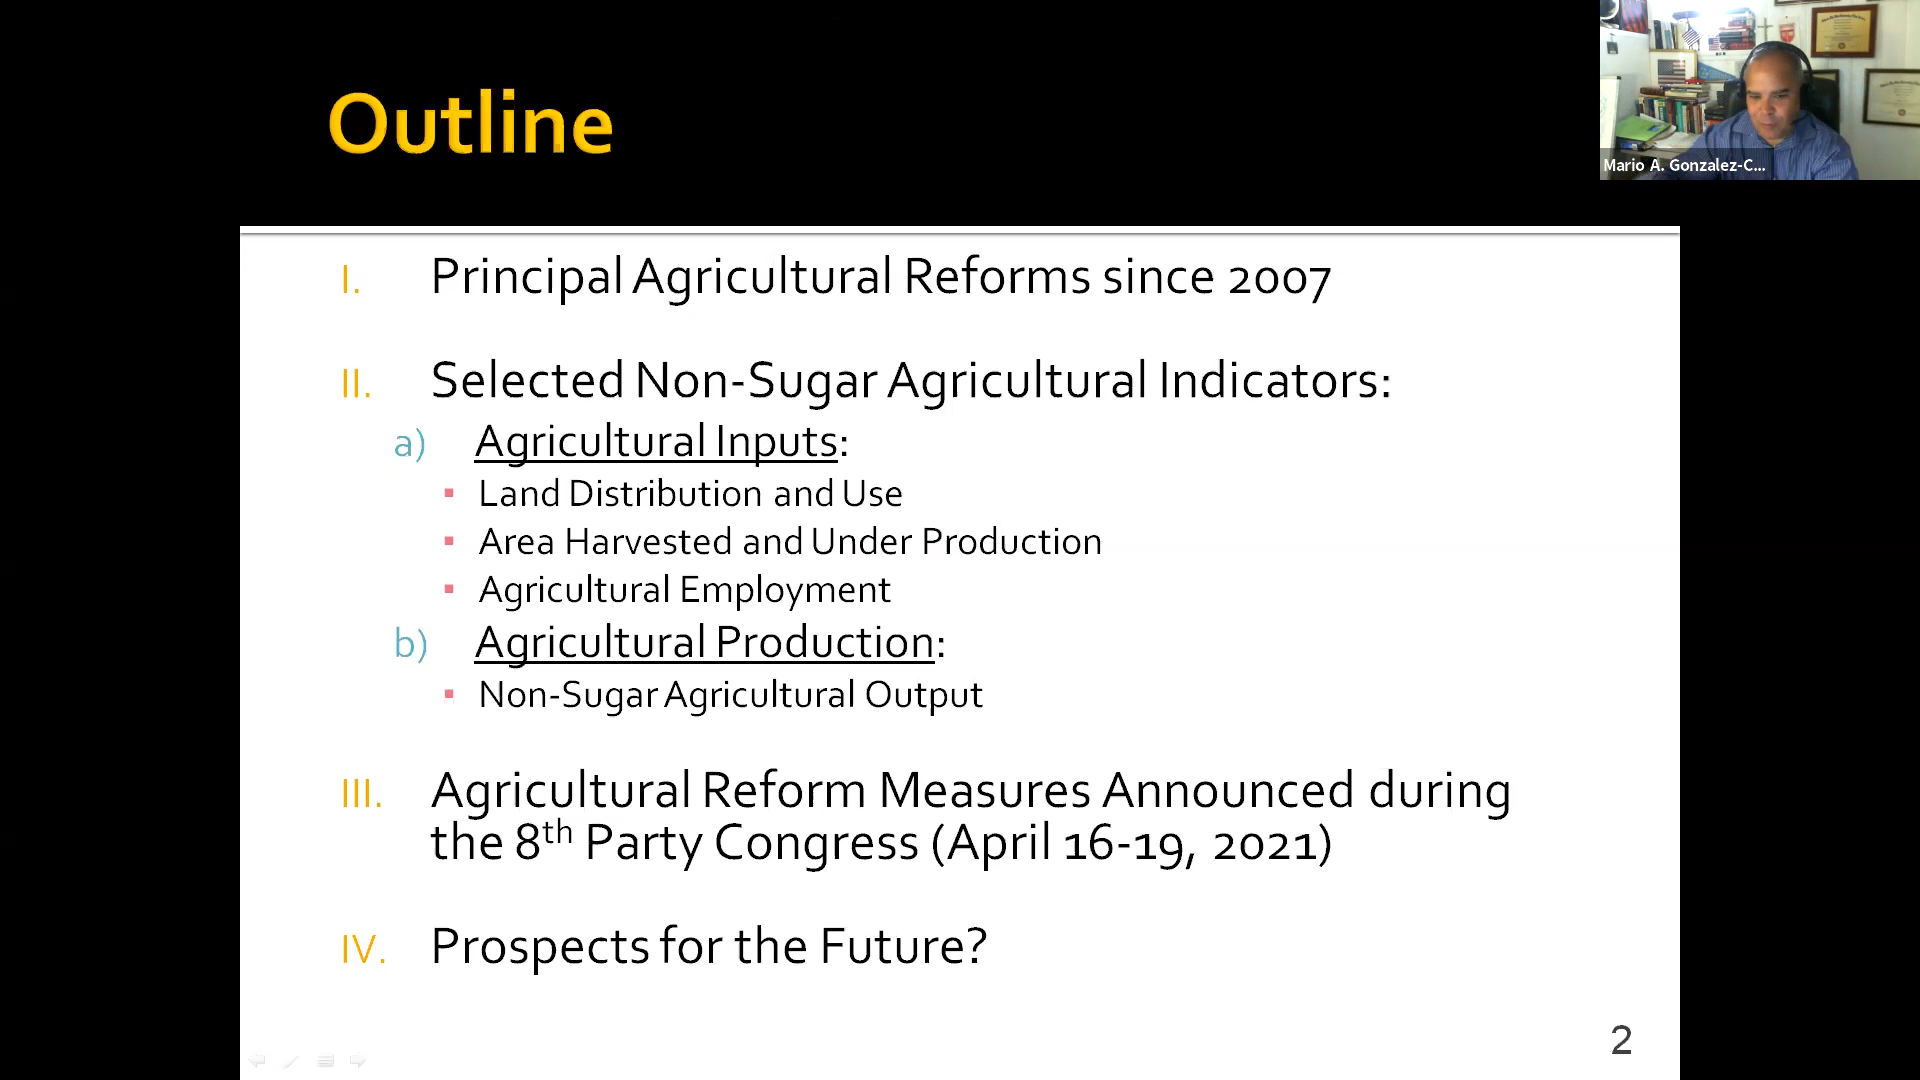 Outline
Mario A. Gonzalez-C...
I. Principal Agricultural Reforms since 2007
II. Selected Non-Sugar Agricultural Indicators:
a) Agricultural Inputs:
▪ Land Distribution and Use
▪ Area Harvested and Under Production
▪ Agricultural Employment
b) Agricultural Production:
▪ Non-Sugar Agricultural Output
III. Agricultural Reform Measures Announced during
the 8th Party Congress (April 16-19, 2021)
IV. Prospects for the Future?
2